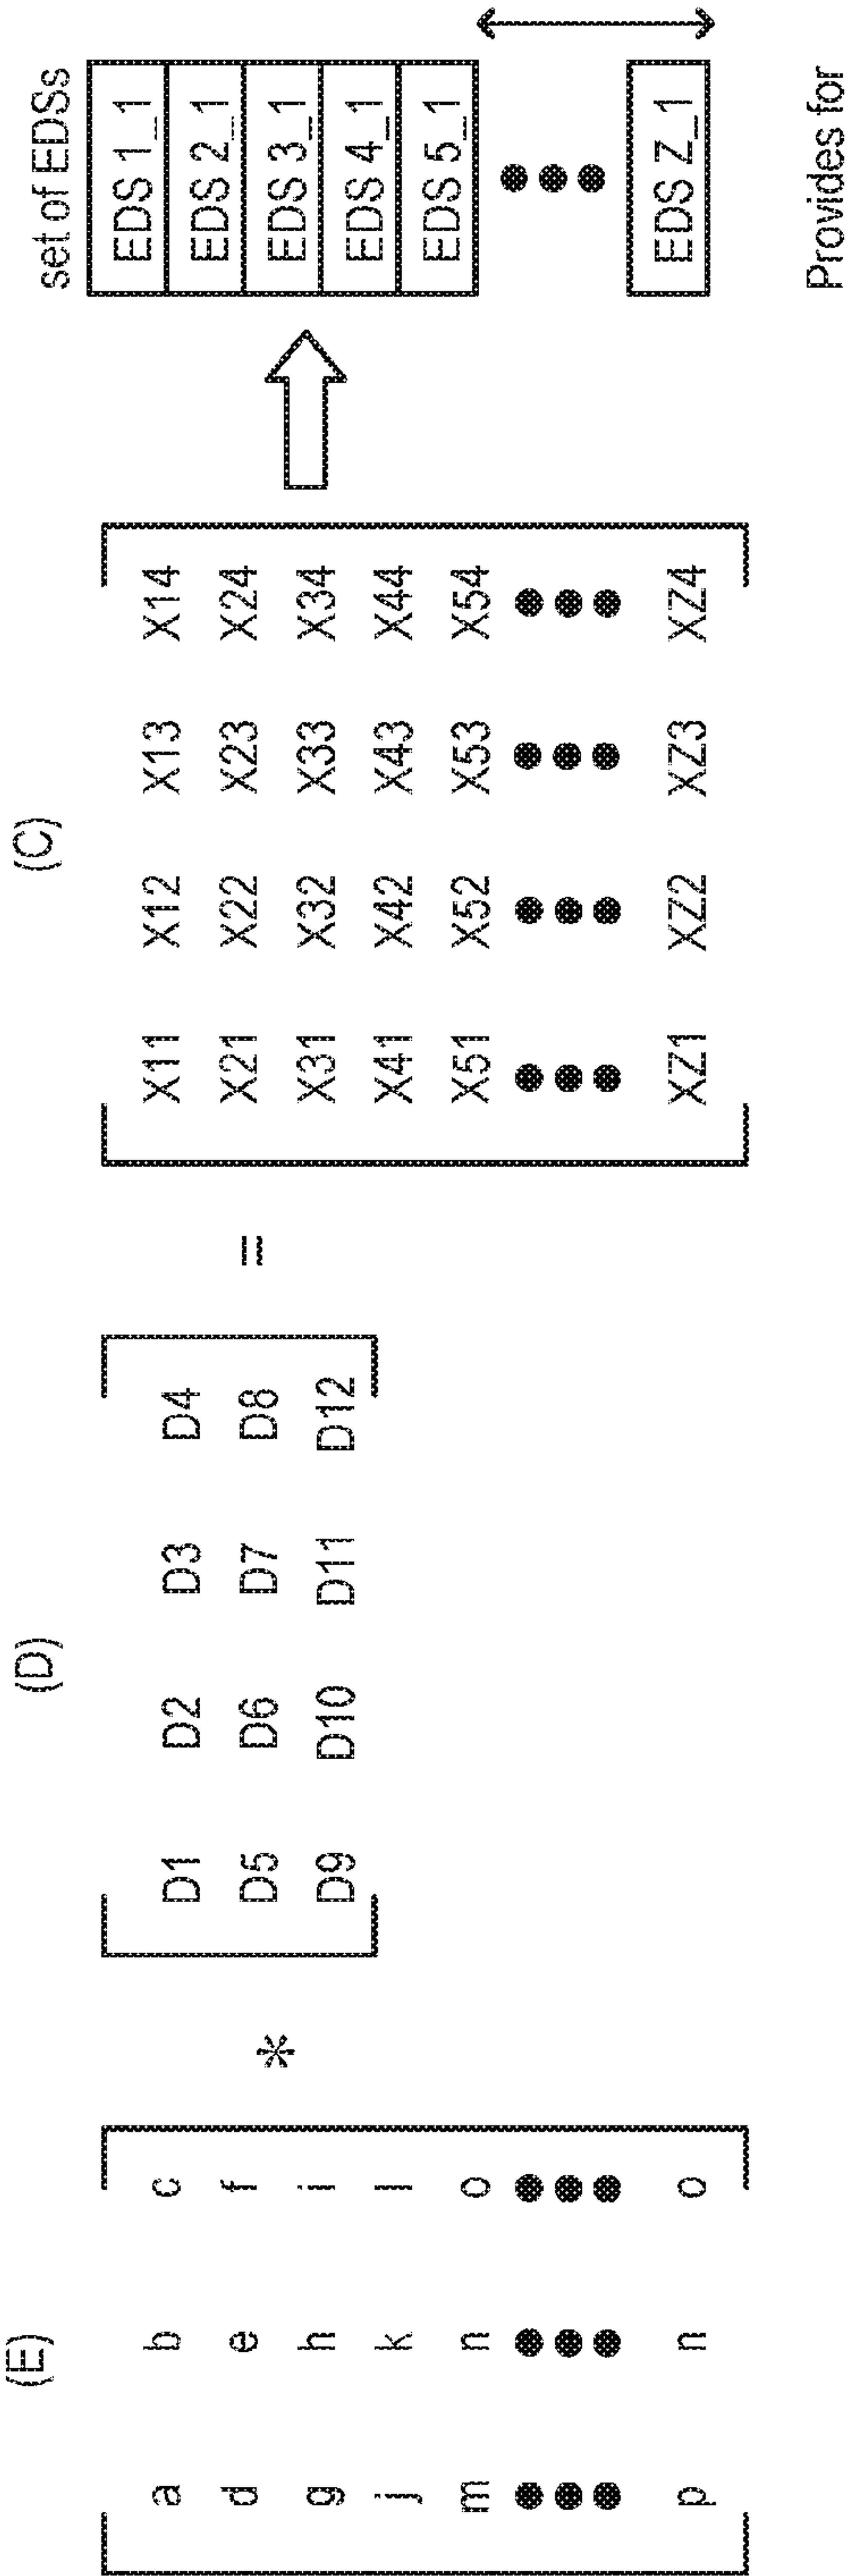 (E)
(D)
(C)
set of EDSs
a b c
d e f
g h i
j k l
m n o
p n o
*
D1 D2 D3 D4
D5 D6 D7 D8
D9 D10 D11 D12
=
X11 X12 X13 X14
X21 X22 X23 X24
X31 X32 X33 X34
X41 X42 X43 X44
X51 X52 X53 X54
XZ1 XZ2 XZ3 XZ4
EDS 1_1
EDS 2_1
EDS 3_1
EDS 4_1
EDS 5_1
EDS Z_1
Provides for